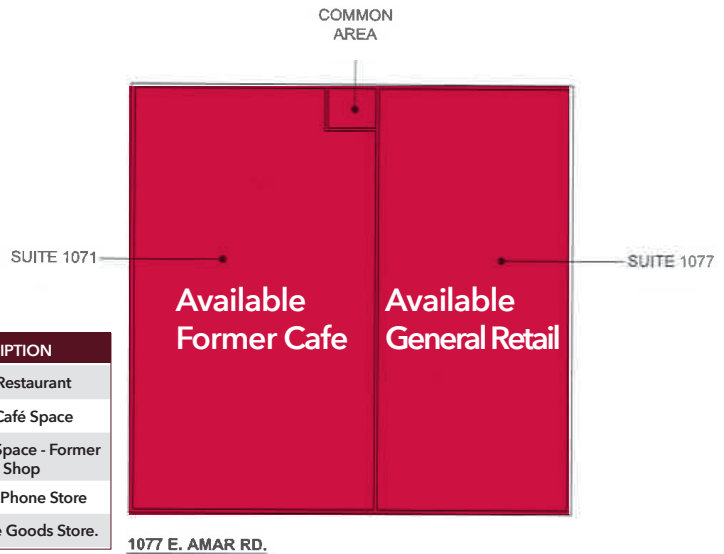 COMMON
AREA
SUITE 1071
SUITE 1077
Available
Former Cafe
Available
General Retail
IPTION
Restaurant
Café Space
Space - Former
Shop
Phone Store
Goods Store.
1077 E. AMAR RD.